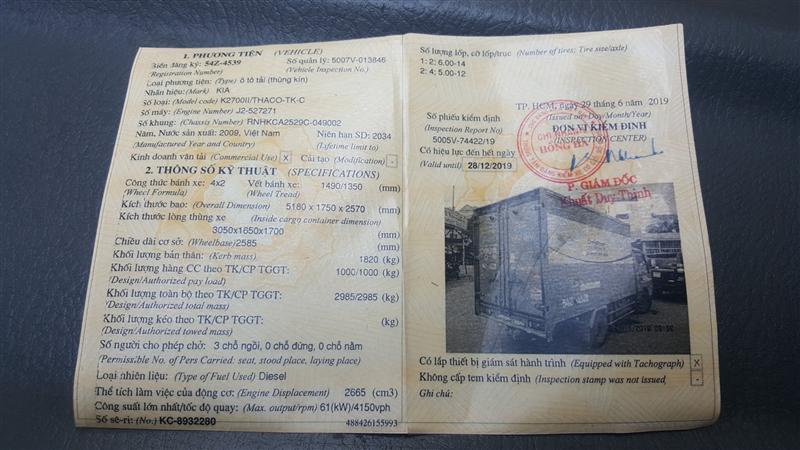 1. PHƯƠNG TIỆN (VEHICLE)
Biển đăng ký: 54Z-4539 Số quản lý: 5007V-013846
(Registration Number) (Vehicle Inspection No.)
Loại phương tiện: (Type) ô tô tải (thùng kín)
Nhãn hiệu: (Mark) KIA
Số loại: (Model code) K2700II/THACO-TK-C
Số máy: (Engine Number) J2-527271
Số khung: (Chassis Number) RNHKCA2529C-049002
Năm, Nước sản xuất: 2009, Việt Nam Niên hạn SD: 2034
(Manufactured Year and Country) (Lifetime limit to)
Kinh doanh vận tải (Commercial Use) X Cải tạo (Modification) -
2. THÔNG SỐ KỸ THUẬT (SPECIFICATIONS)
Công thức bánh xe: 4x2 Vết bánh xe: 1490/1350 (mm)
(Wheel Formula) (Wheel Tread)
Kích thước bao: (Overall Dimension) 5180 x 1750 x 2570 (mm)
Kích thước lòng thùng xe (Inside cargo container dimension)
3050x1650x1700 (mm)
Chiều dài cơ sở: (Wheelbase) 2585 (mm)
Khối lượng bản thân: (Kerb mass) 1820 (kg)
Khối lượng hàng CC theo TK/CP TGGT: 1000/1000 (kg)
(Design/Authorized pay load)
Khối lượng toàn bộ theo TK/CP TGGT: 2985/2985 (kg)
(Design/Authorized total mass)
Khối lượng kéo theo TK/CP TGGT: (kg)
(Design/Authorized towed mass)
Số người cho phép chở: 3 chỗ ngồi, 0 chỗ đứng, 0 chỗ nằm
(Permissible No. of Pers Carried: seat, stood place, laying place)
Loại nhiên liệu: (Type of Fuel Used) Diesel
Thể tích làm việc của động cơ: (Engine Displacement) 2665 (cm3)
Công suất lớn nhất/tốc độ quay: (Max. output/rpm) 61(kW)/4150vph
Số sê-ri: (No.) KC-8932280
488426155993
Số lượng lốp, cỡ lốp/trục (Number of tires; Tire size/axle)
1: 2; 6.00-14
2: 4; 5.00-12
TP. HCM, ngày 29 tháng 6 năm 2019
Số phiếu kiểm định (Issued on: Day/Month/Year)
(Inspection Report No) ĐƠN VỊ KIỂM ĐỊNH
5005V-74422/19 (INSPECTION CENTER)
Có hiệu lực đến hết ngày
(Valid until) 28/12/2019
P. GIÁM ĐỐC
Khuất Duy Thịnh
Có lắp thiết bị giám sát hành trình (Equipped with Tachograph) X
Không cấp tem kiểm định (Inspection stamp was not issued) -
Ghi chú: